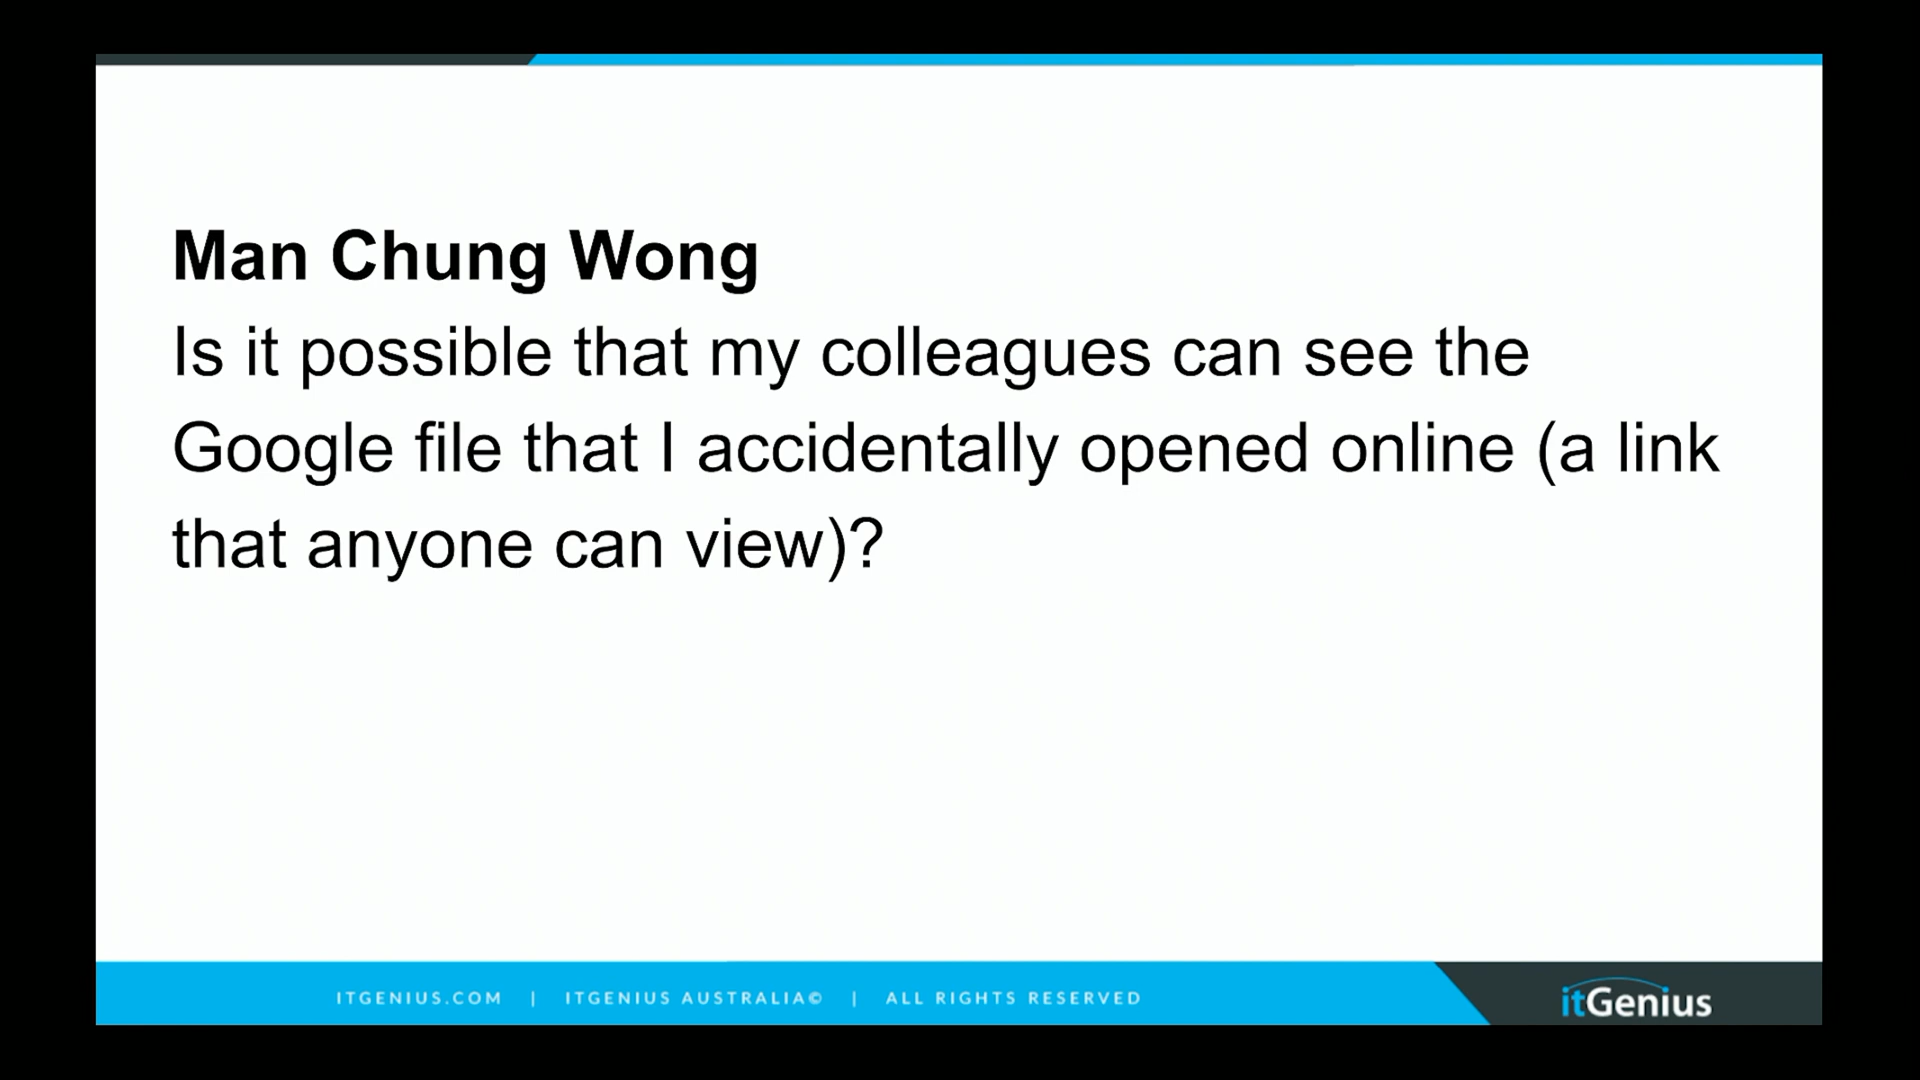 Man Chung Wong
Is it possible that my colleagues can see the
Google file that I accidentally opened online (a link
that anyone can view)?
ITGENIUS.COM | ITGENIUS AUSTRALIA© | ALL RIGHTS RESERVED
itGenius